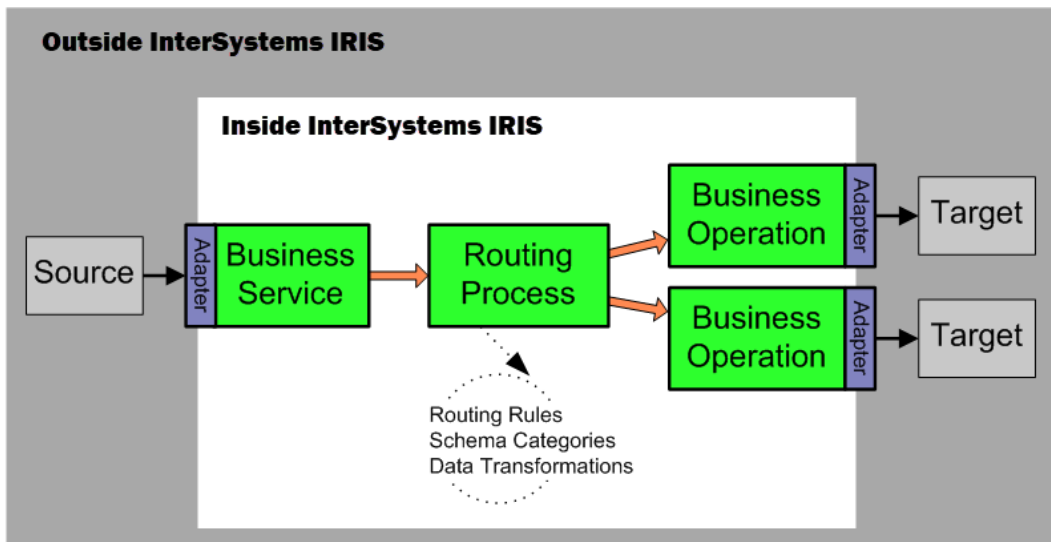 Outside InterSystems IRIS
Inside InterSystems IRIS
Source
Adapter
Business
Service
Routing
Process
Business
Operation
Adapter
Target
Business
Operation
Adapter
Target
Routing Rules
Schema Categories
Data Transformations